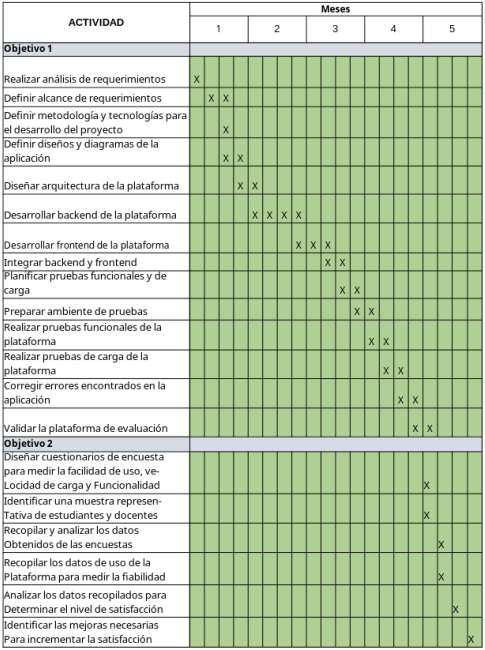 ACTIVIDAD
Meses
1 2 3 4 5
Objetivo 1
Realizar análisis de requerimientos X
Definir alcance de requerimientos X X
Definir metodología y tecnologías para
el desarrollo del proyecto X
Definir diseños y diagramas de la
aplicación X X
Diseñar arquitectura de la plataforma X X
Desarrollar backend de la plataforma X X X X
Desarrollar frontend de la plataforma X X X
Integrar backend y frontend X X
Planificar pruebas funcionales y de
carga X X
Preparar ambiente de pruebas X X
Realizar pruebas funcionales de la
plataforma X X
Realizar pruebas de carga de la
plataforma X X
Corregir errores encontrados en la
aplicación X X
Validar la plataforma de evaluación X X
Objetivo 2
Diseñar cuestionarios de encuesta
para medir la facilidad de uso, ve-
Locidad de carga y Funcionalidad X
Identificar una muestra represen-
Tativa de estudiantes y docentes X
Recopilar y analizar los datos
Obtenidos de las encuestas X
Recopilar los datos de uso de la
Plataforma para medir la fiabilidad X
Analizar los datos recopilados para
Determinar el nivel de satisfacción X
Identificar las mejoras necesarias
Para incrementar la satisfacción X